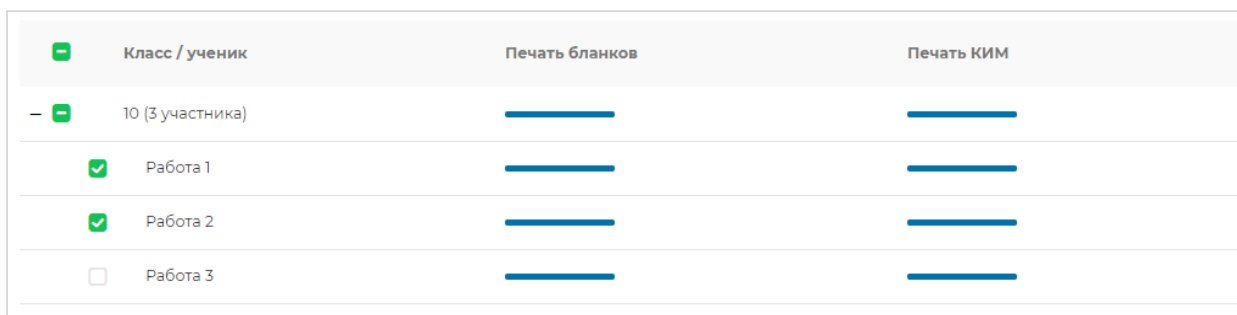 Класс / ученик Печать бланков Печать КИМ
10 (3 участника)
Работа 1
Работа 2
Работа 3